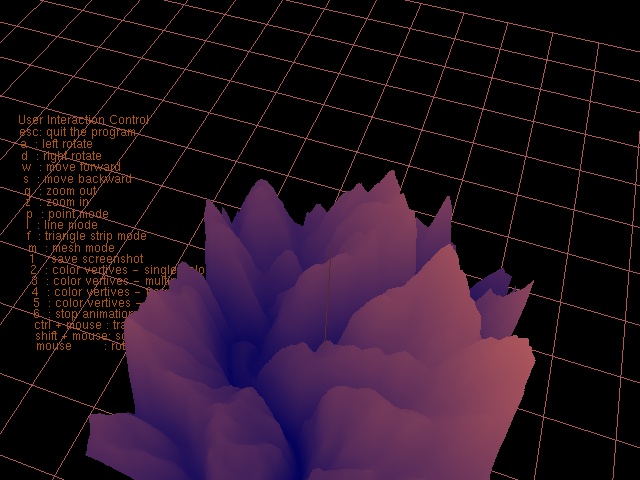 User Interaction Control
esc: quit the program
a : left rotate
d : right rotate
w : move forward
s : move backward
q : zoom out
z : zoom in
p : point mode
l : line mode
f : triangle strip mode
m : mesh mode
1 : save screenshot
2 : color vertives - single
3 : color vertives -
4 : color vertives -
5 : color vertives -
6 : stop animation
ctrl + mouse :
shift + mouse:
mouse :